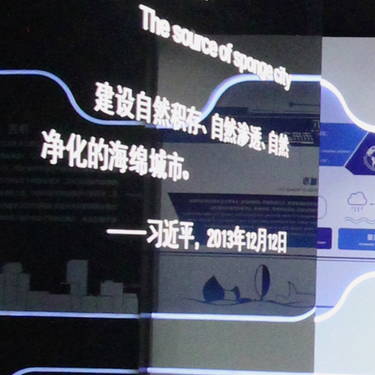 The source of sponge city
建设自然积存、自然渗透、自然
净化的海绵城市。
——习近平，2013年12月12日